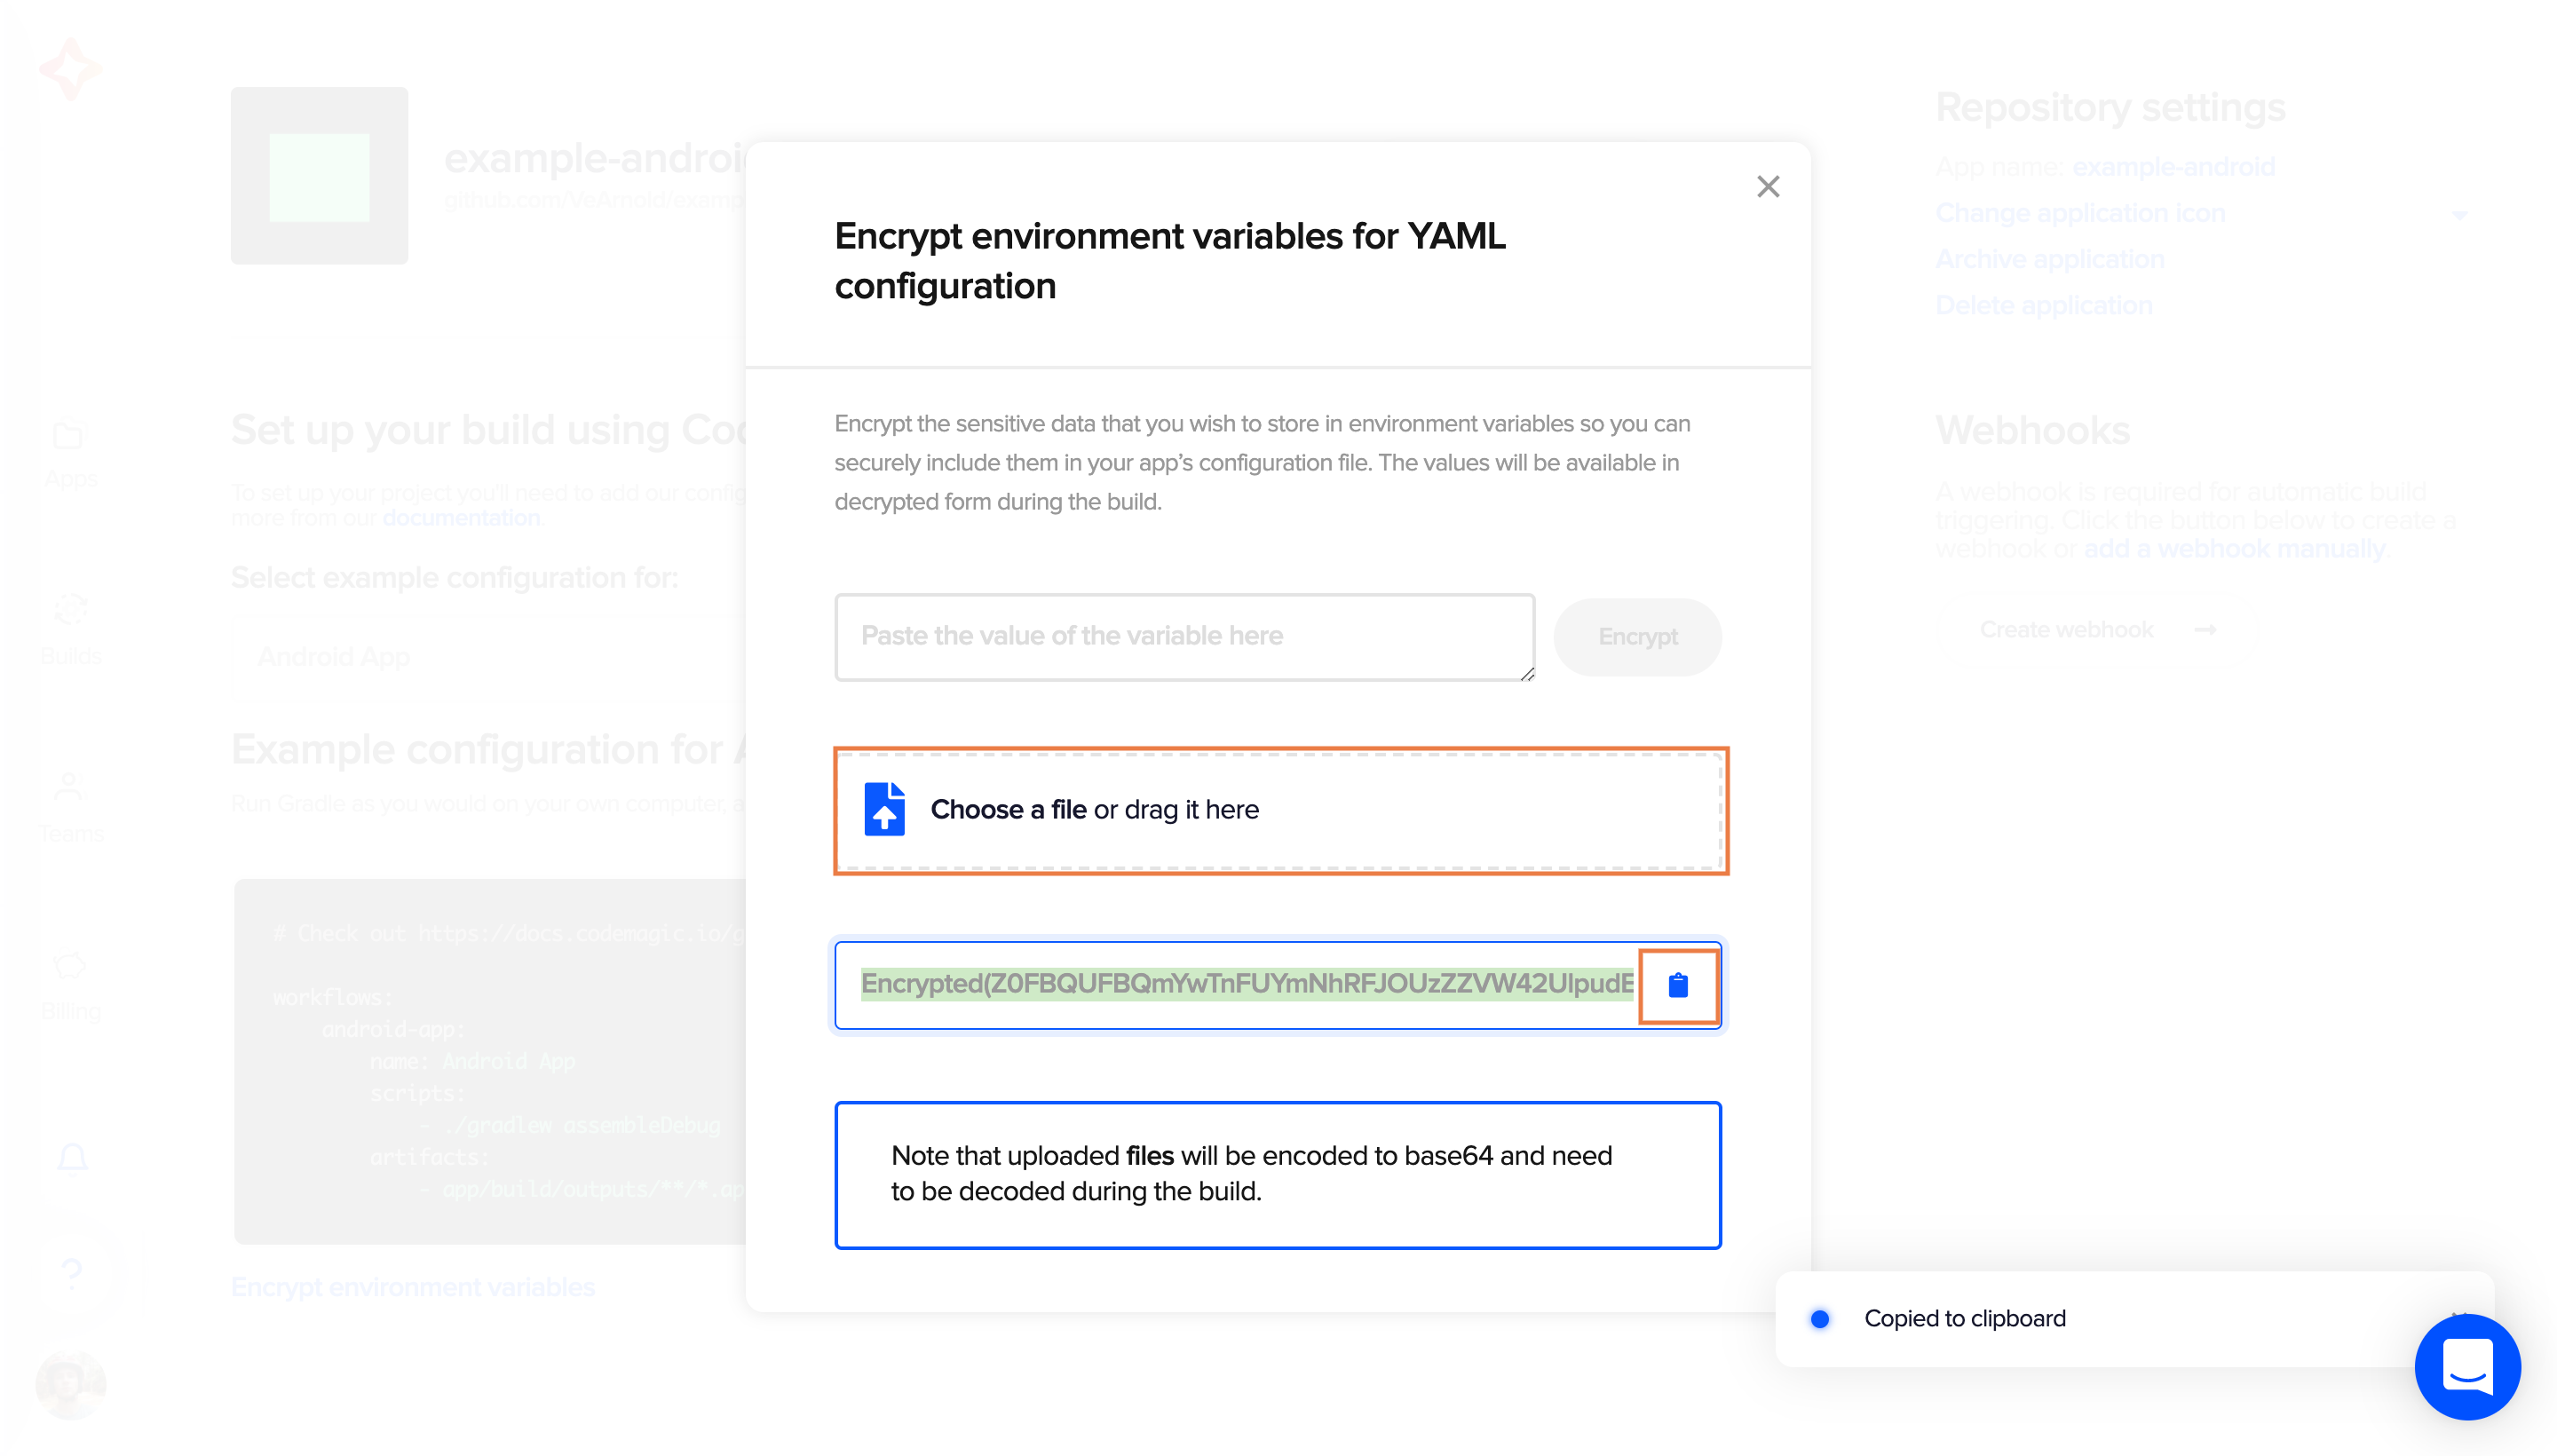 example-androi
github.com/VeArnold/examp
Repository settings
App name: example-android
Change application icon
Archive application
Delete application
Encrypt environment variables for YAML
configuration
Set up your build using Cod
To set up your project you'll need to add our config
more from our documentation
Select example configuration for:
Android App
Example configuration for A
Run Gradle as you would on your own computer, a
# Check out https://docs.codemagic.io/g
workflows:
android-app:
name: Android App
scripts:
- ./gradlew assembleDebug
artifacts:
- app/build/outputs/**/*.ap
Encrypt environment variables
Apps
Builds
Teams
Billing
?
Encrypt the sensitive data that you wish to store in environment variables so you can
securely include them in your app's configuration file. The values will be available in
decrypted form during the build.
Paste the value of the variable here
Encrypt
Choose a file or drag it here
Encrypted(Z0FBQUFBQmYwTnFUYmNhRFJOUzZZVW42UlpudE
Note that uploaded files will be encoded to base64 and need
to be decoded during the build.
Webhooks
A webhook is required for automatic build
triggering. Click the button below to create a
webhook or add a webhook manually.
Create webhook
Copied to clipboard